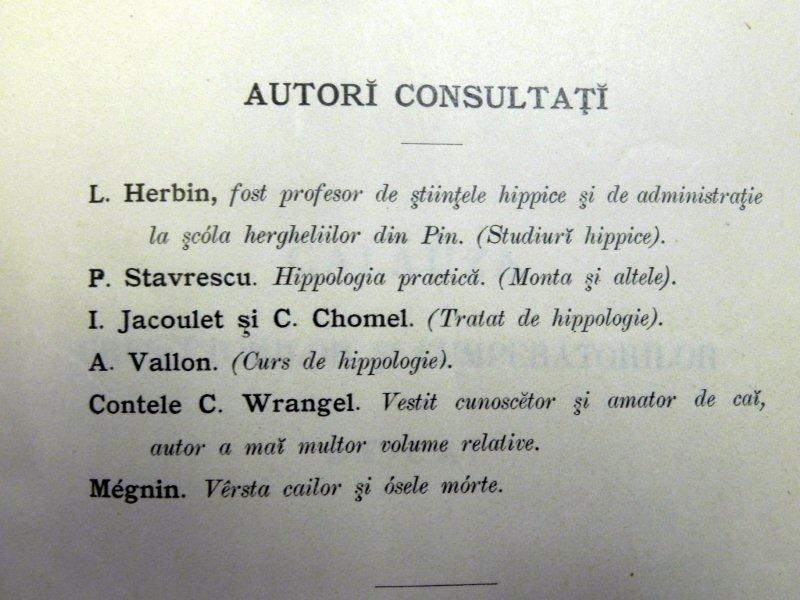 AUTORĬ CONSULTAŢĬ
L. Herbin, fost profesor de ştiinţele hippice şi de administraţie
la şcóla hergheliilor din Pin. (Studiurĭ hippice).
P. Stavrescu. Hippologia practică. (Monta şi altele).
I. Jacoulet şi C. Chomel. (Tratat de hippologie).
A. Vallon. (Curs de hippologie).
Contele C. Wrangel. Vestit cunoscĕtor şi amator de caĭ,
autor a maĭ multor volume relative.
Mégnin. Vêrsta cailor şi ósele mórte.